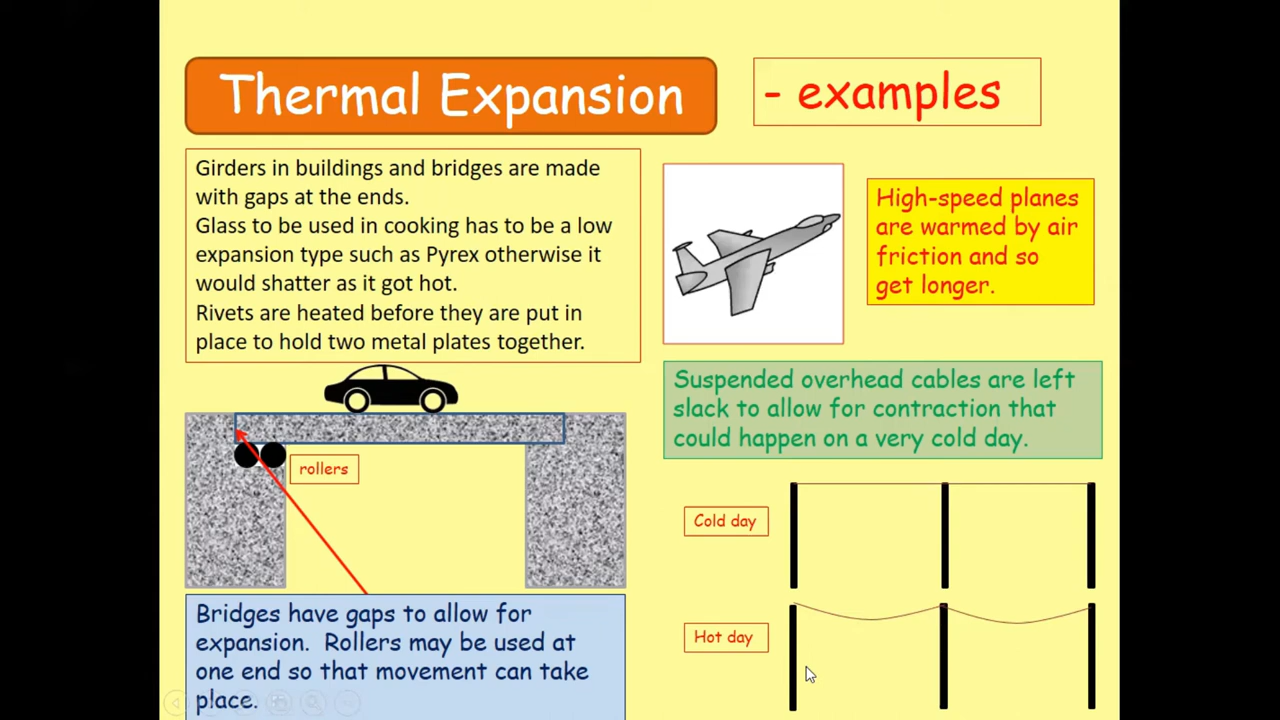 Thermal Expansion
- examples
Girders in buildings and bridges are made
with gaps at the ends.
Glass to be used in cooking has to be a low
expansion type such as Pyrex otherwise it
would shatter as it got hot.
Rivets are heated before they are put in
place to hold two metal plates together.
High-speed planes
are warmed by air
friction and so
get longer.
Suspended overhead cables are left
slack to allow for contraction that
could happen on a very cold day.
rollers
Cold day
Hot day
Bridges have gaps to allow for
expansion.  Rollers may be used at
one end so that movement can take
place.